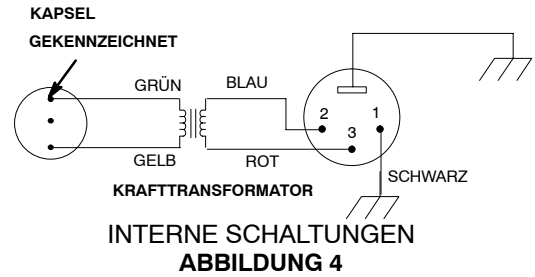 KAPSEL
GEKENNZEICHNET
GRÜN
BLAU
2
1
3
GELB
ROT
SCHWARZ
KRAFTTRANSFORMATOR
INTERNE SCHALTUNGEN
ABBILDUNG 4